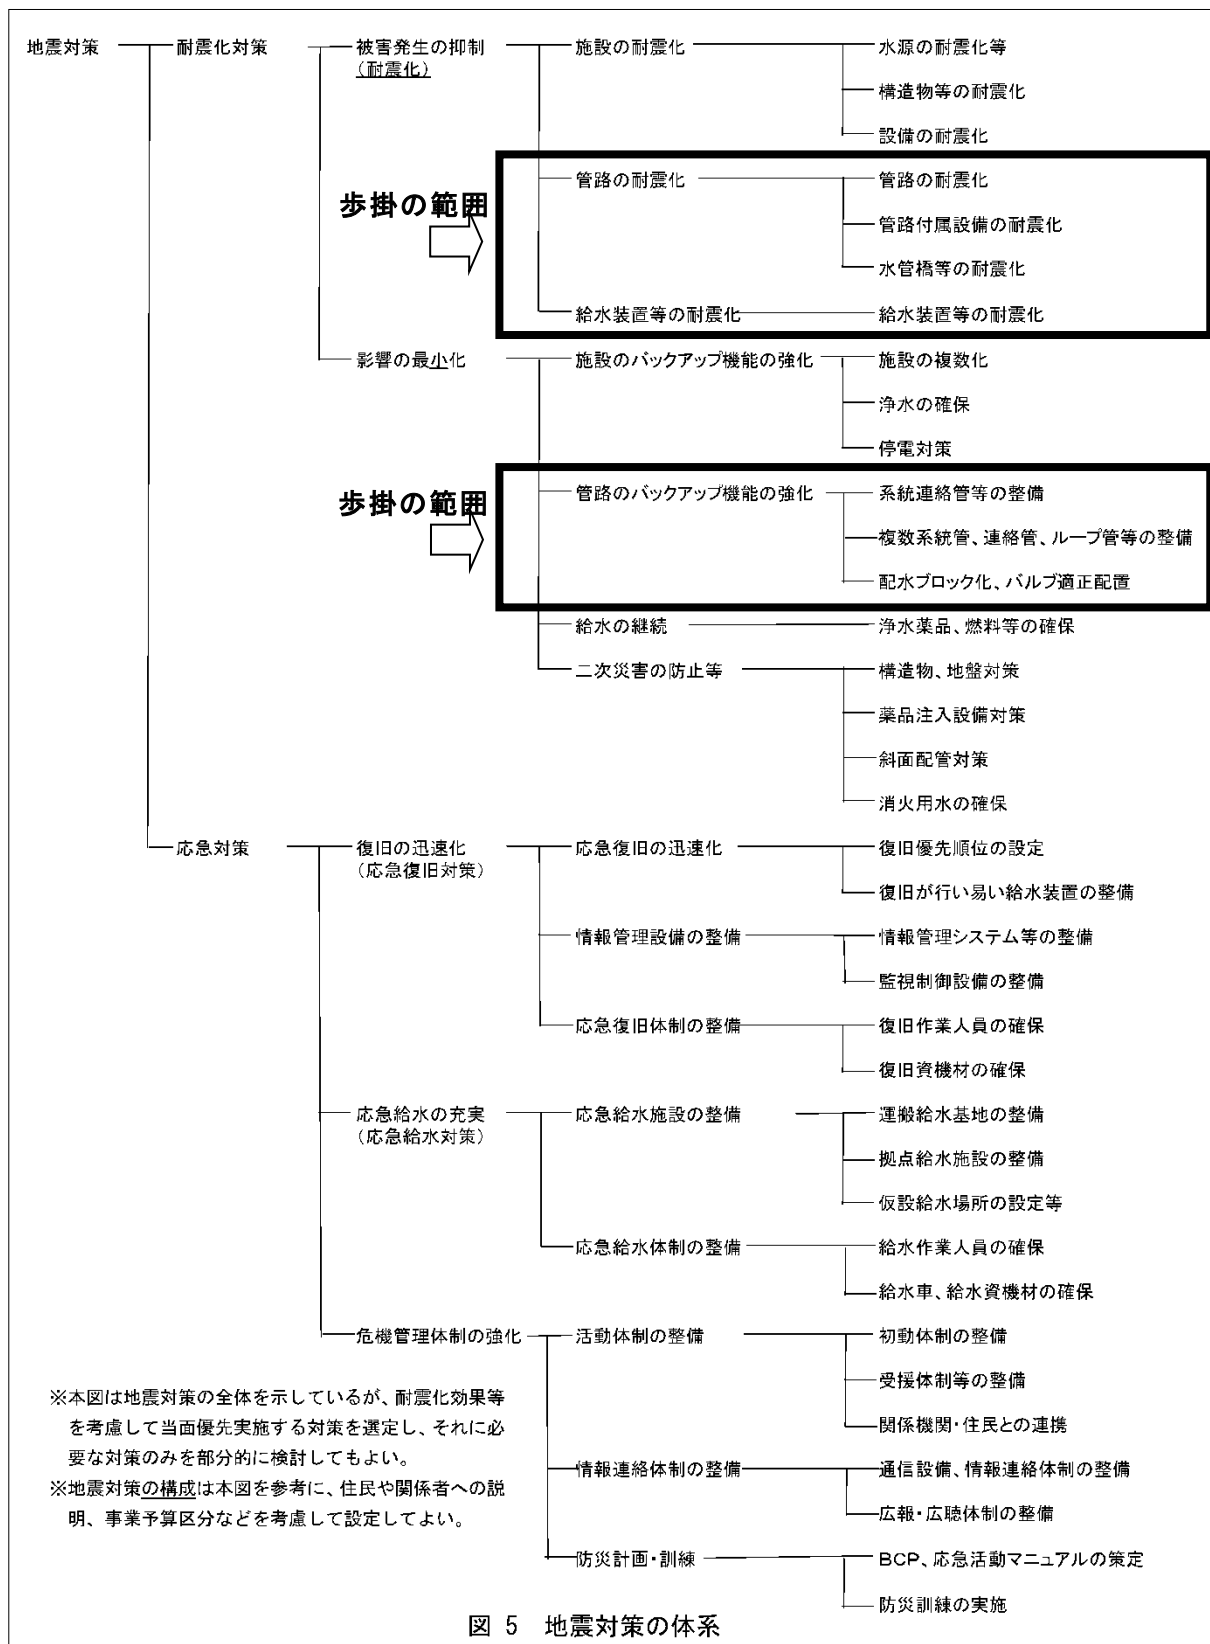 地震対策 耐震化対策 被害発生の抑制 施設の耐震化 水源の耐震化等
(耐震化)
構造物等の耐震化
設備の耐震化
管路の耐震化 管路の耐震化
歩掛の範囲
管路付属設備の耐震化
水管橋等の耐震化
給水装置等の耐震化 給水装置等の耐震化
影響の最小化 施設のバックアップ機能の強化 施設の複数化
浄水の確保
停電対策
管路のバックアップ機能の強化 系統連絡管等の整備
歩掛の範囲
複数系統管、連絡管、ループ管等の整備
配水ブロック化、バルブ適正配置
給水の継続 浄水薬品、燃料等の確保
二次災害の防止等 構造物、地盤対策
薬品注入設備対策
斜面配管対策
消火用水の確保
応急対策 復旧の迅速化 応急復旧の迅速化 復旧優先順位の設定
(応急復旧対策)
復旧が行い易い給水装置の整備
情報管理設備の整備 情報管理システム等の整備
監視制御設備の整備
応急復旧体制の整備 復旧作業人員の確保
復旧資機材の確保
応急給水の充実 応急給水施設の整備 運搬給水基地の整備
(応急給水対策)
拠点給水施設の整備
仮設給水場所の設定等
応急給水体制の整備 給水作業人員の確保
給水車、給水資機材の確保
危機管理体制の強化 活動体制の整備 初動体制の整備
受援体制等の整備
関係機関・住民との連携
情報連絡体制の整備 通信設備、情報連絡体制の整備
広報・広聴体制の整備
防災計画・訓練 BCP、応急活動マニュアルの策定
防災訓練の実施
※本図は地震対策の全体を示しているが、耐震化効果等
を考慮して当面優先実施する対策を選定し、それに必
要な対策のみを部分的に検討してもよい。
※地震対策の構成は本図を参考に、住民や関係者への説
明、事業予算区分などを考慮して設定してよい。
図 5 地震対策の体系